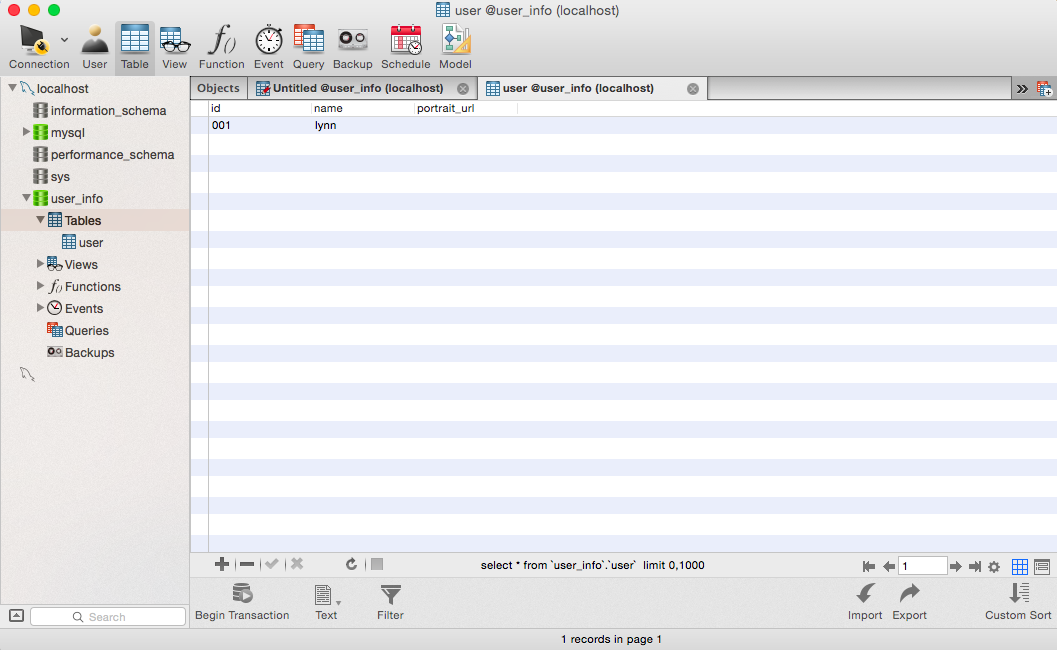 user @user_info (localhost)
Connection User Table View Function Event Query Backup Schedule Model
localhost
information_schema
mysql
performance_schema
sys
user_info
Tables
user
Views
Functions
Events
Queries
Backups
Search
Objects Untitled @user_info (localhost) user @user_info (localhost)
id name portrait_url
001 lynn
select * from `user_info`.`user` limit 0,1000
1
Begin Transaction Text Filter Import Export Custom Sort
1 records in page 1